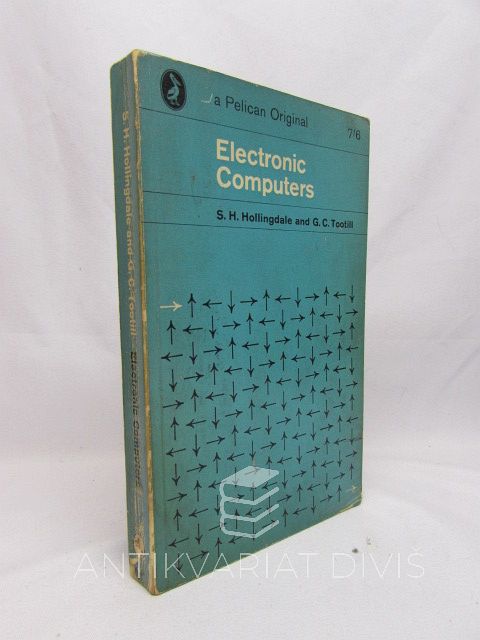 a Pelican Original
7/6
Electronic
Computers
S. H. Hollingdale and G. C. Tootill
S. H. Hollingdale and G. C. Tootill Electronic Computers
ANTIKVARIAT DIVIŠ